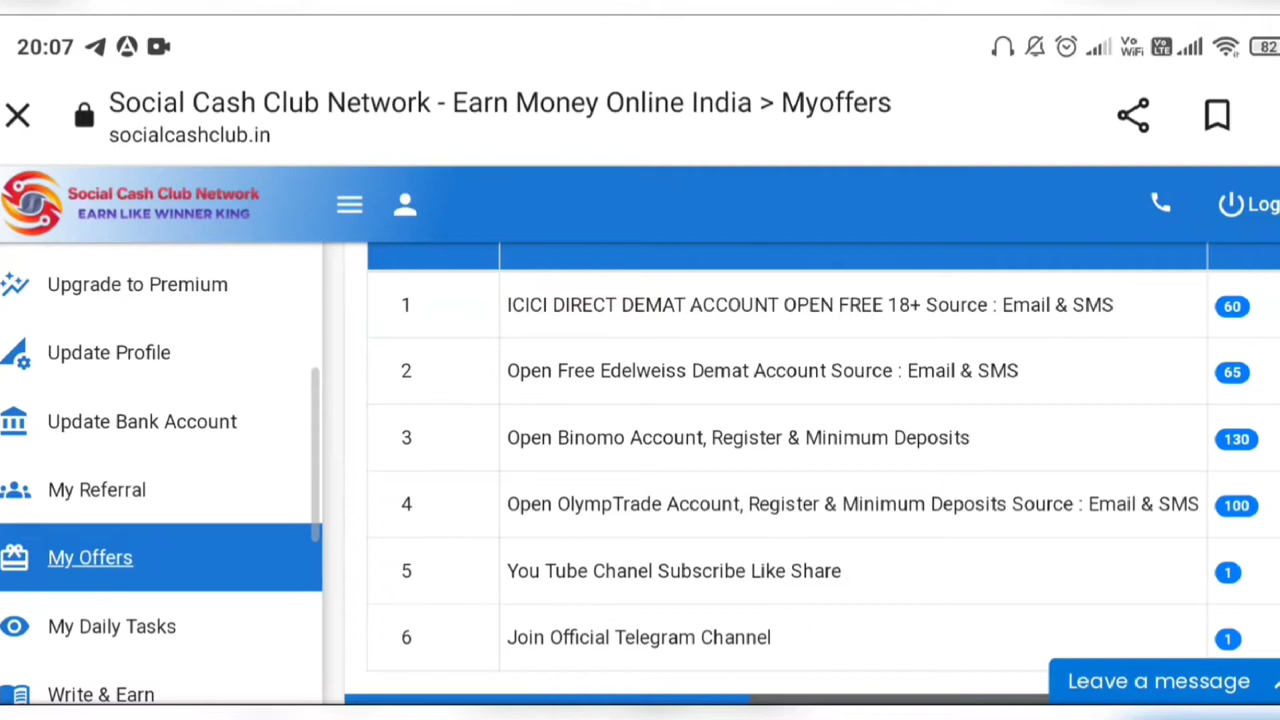 20:07
Vo WiFi
Vo LTE
82
Social Cash Club Network - Earn Money Online India > Myoffers
socialcashclub.in
Social Cash Club Network
EARN LIKE WINNER KING
Log
Upgrade to Premium
Update Profile
Update Bank Account
My Referral
My Offers
My Daily Tasks
Write & Earn
1 ICICI DIRECT DEMAT ACCOUNT OPEN FREE 18+ Source : Email & SMS 60
2 Open Free Edelweiss Demat Account Source : Email & SMS 65
3 Open Binomo Account, Register & Minimum Deposits 130
4 Open OlympTrade Account, Register & Minimum Deposits Source : Email & SMS 100
5 You Tube Chanel Subscribe Like Share 1
6 Join Official Telegram Channel 1
Leave a message